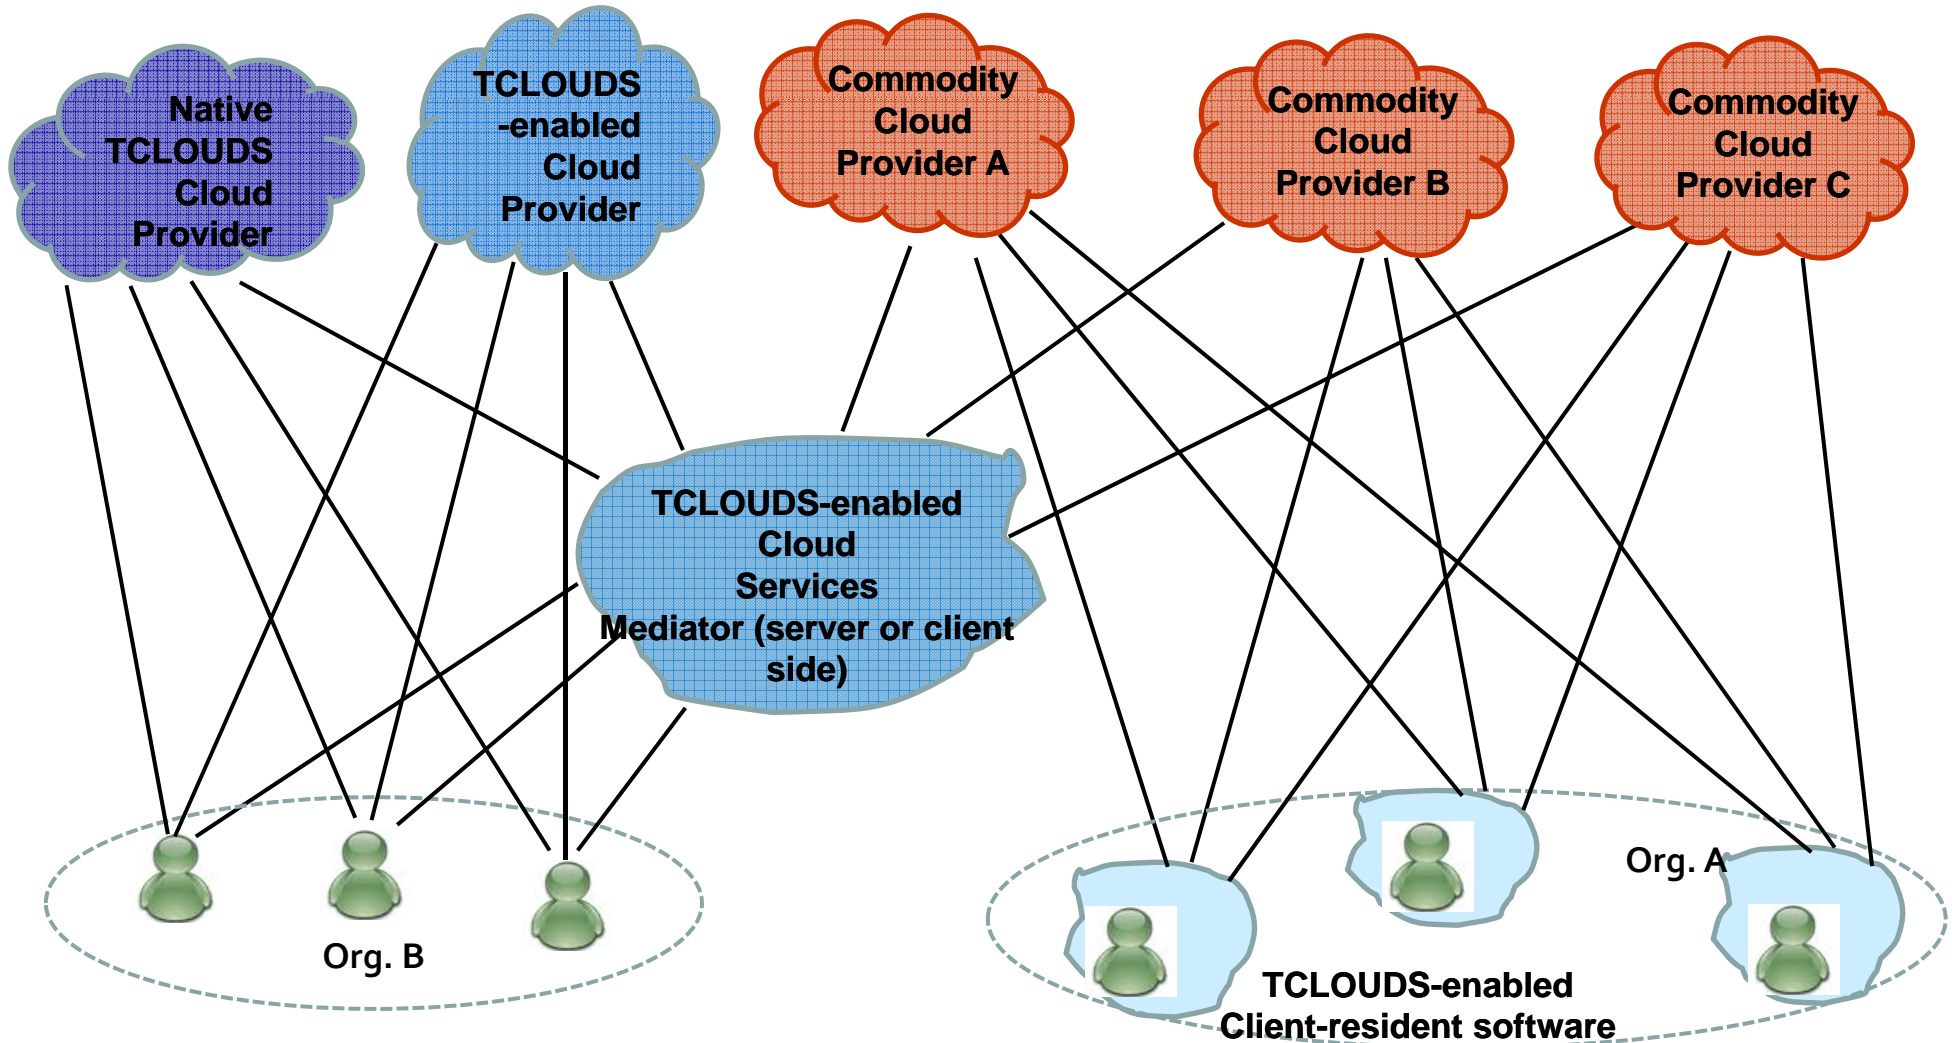 Native
TCLOUDS
Cloud
Provider
TCLOUDS
-enabled
Cloud
Provider
Commodity
Cloud
Provider A
Commodity
Cloud
Provider B
Commodity
Cloud
Provider C
TCLOUDS-enabled
Cloud
Services
Mediator (server or client
side)
Org. B
Org. A
TCLOUDS-enabled
Client-resident software